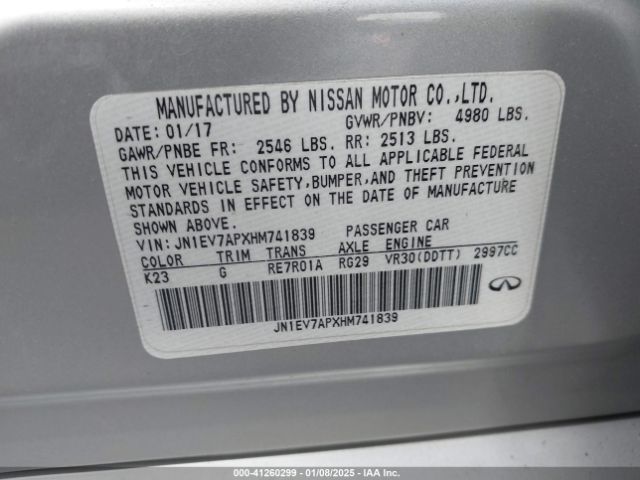 MANUFACTURED BY NISSAN MOTOR CO.,LTD.
DATE: 01/17 GVWR/PNBV: 4980 LBS.
GAWR/PNBE FR: 2546 LBS. RR: 2513 LBS.
THIS VEHICLE CONFORMS TO ALL APPLICABLE FEDERAL
MOTOR VEHICLE SAFETY,BUMPER,AND THEFT PREVENTION
STANDARDS IN EFFECT ON THE DATE OF MANUFACTURE
SHOWN ABOVE.
VIN: JN1EV7APXHM741839 PASSENGER CAR
COLOR TRIM TRANS AXLE ENGINE
K23 G RE7R01A RG29 VR30(DDTT) 2997CC
JN1EV7APXHM741839
000-41260299 — 01/08/2025 — IAA Inc.